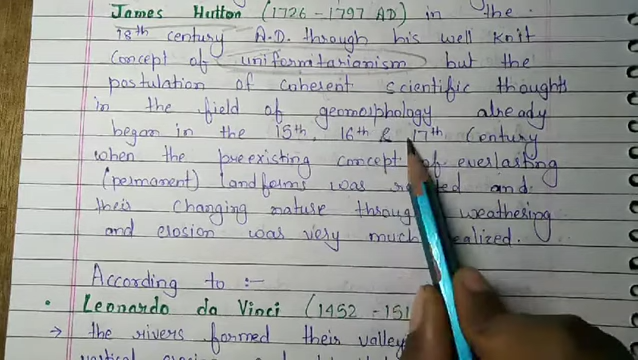 James Hutton (1726 - 1797 AD) in the
18th century A.D. through his well knit
concept of uniformitarionism but the
postulation of coherent scientific thoughts
in the field of geomorphology already
began in the 15th, 16th & 17th Century
when the preexisting concept of everlasting
(permanent) landforms was and
their changing nature through weathering
and erosion was very much realized.
According to :-
• Leonardo da Vinci (1452 - 151
→ the rivers formed their valley